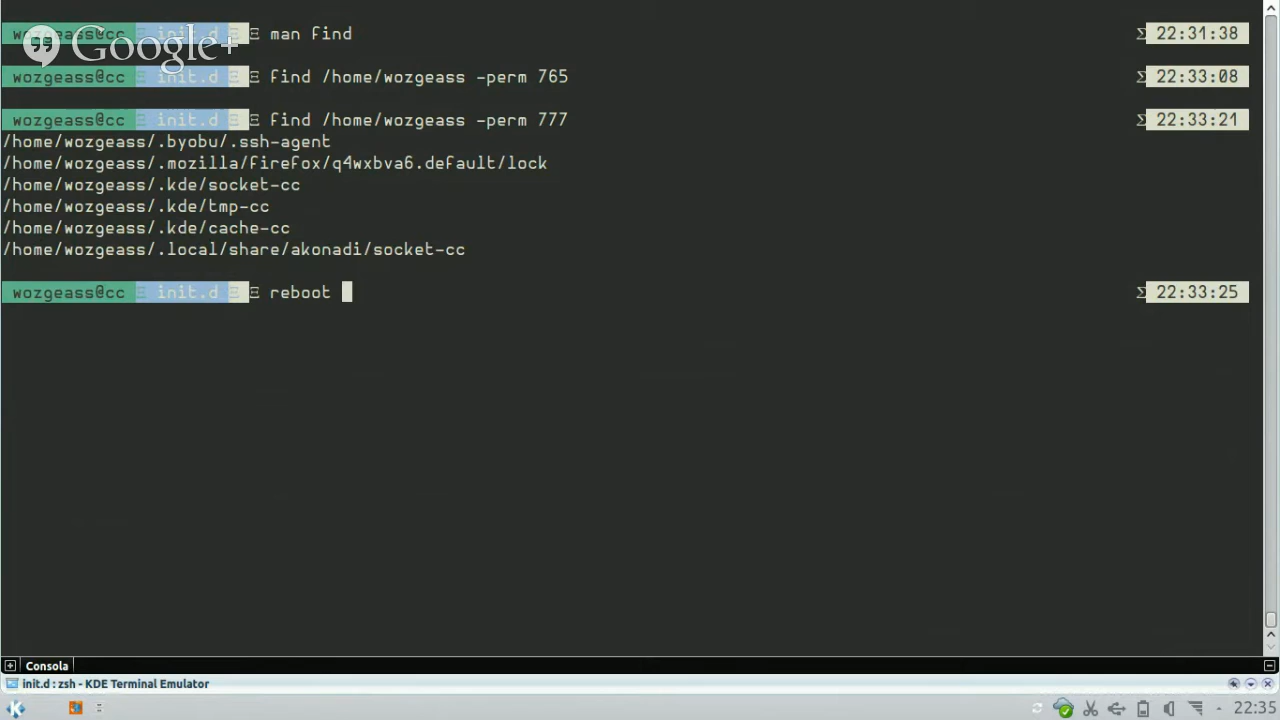 wozgeass@cc Ξ init.d Ξ Ξ man find Σ 22:31:38
Google+
wozgeass@cc Ξ init.d Ξ Ξ find /home/wozgeass -perm 765 Σ 22:33:08
wozgeass@cc Ξ init.d Ξ Ξ find /home/wozgeass -perm 777 Σ 22:33:21
/home/wozgeass/.byobu/.ssh-agent
/home/wozgeass/.mozilla/firefox/q4wxbva6.default/lock
/home/wozgeass/.kde/socket-cc
/home/wozgeass/.kde/tmp-cc
/home/wozgeass/.kde/cache-cc
/home/wozgeass/.local/share/akonadi/socket-cc
wozgeass@cc Ξ init.d Ξ Ξ reboot Σ 22:33:25
Consola
init.d : zsh - KDE Terminal Emulator
22:35